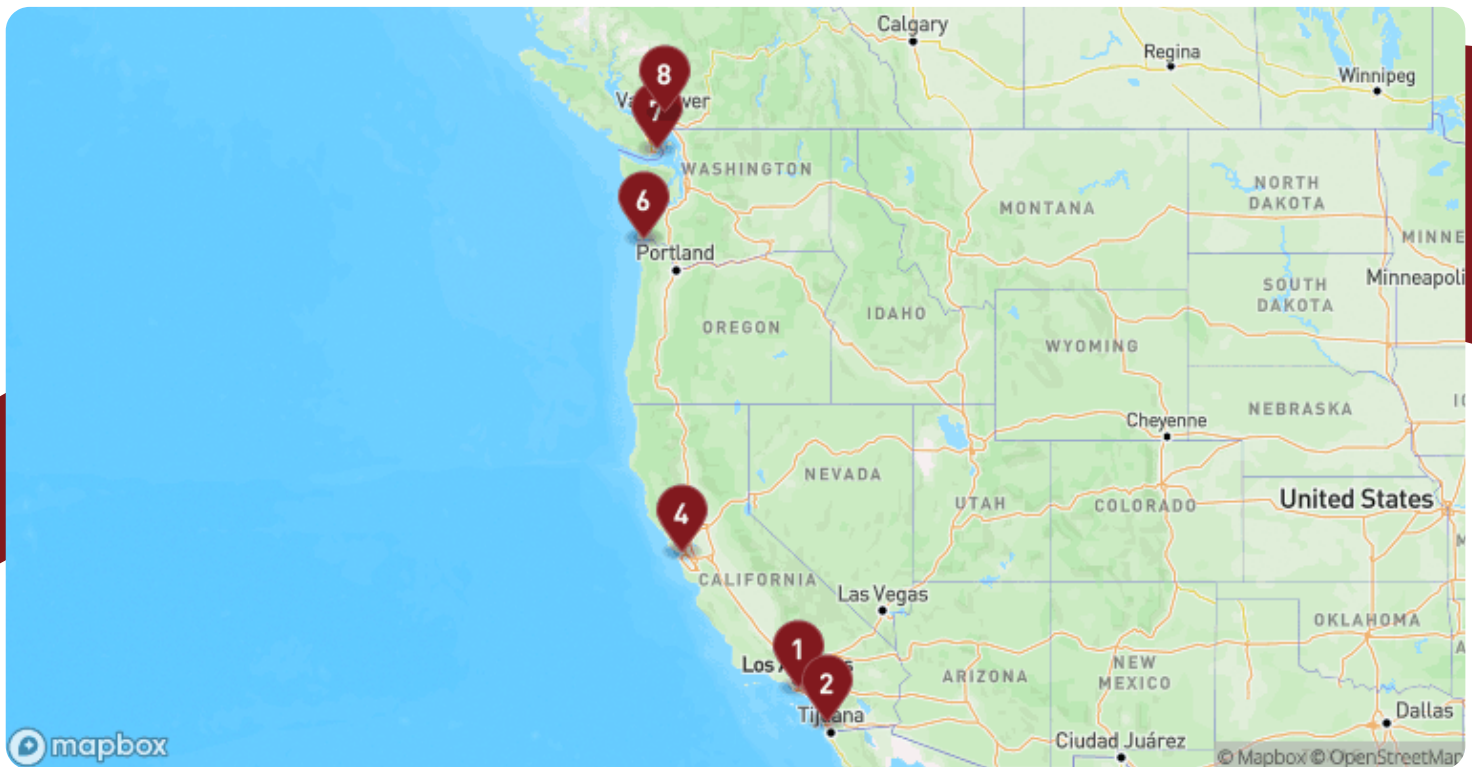 Calgary
Regina
Winnipeg
8
7
WASHINGTON
6
Portland
MONTANA
NORTH
DAKOTA
MINNE
Minneapoli
SOUTH
DAKOTA
OREGON
IDAHO
WYOMING
Cheyenne
NEBRASKA
NEVADA
UTAH
COLORADO
United States
4
CALIFORNIA
Las Vegas
OKLAHOMA
1
Los A
s
2
Tijuana
ARIZONA
NEW
MEXICO
Dallas
Ciudad Juárez
mapbox
© Mapbox © OpenStreetMap